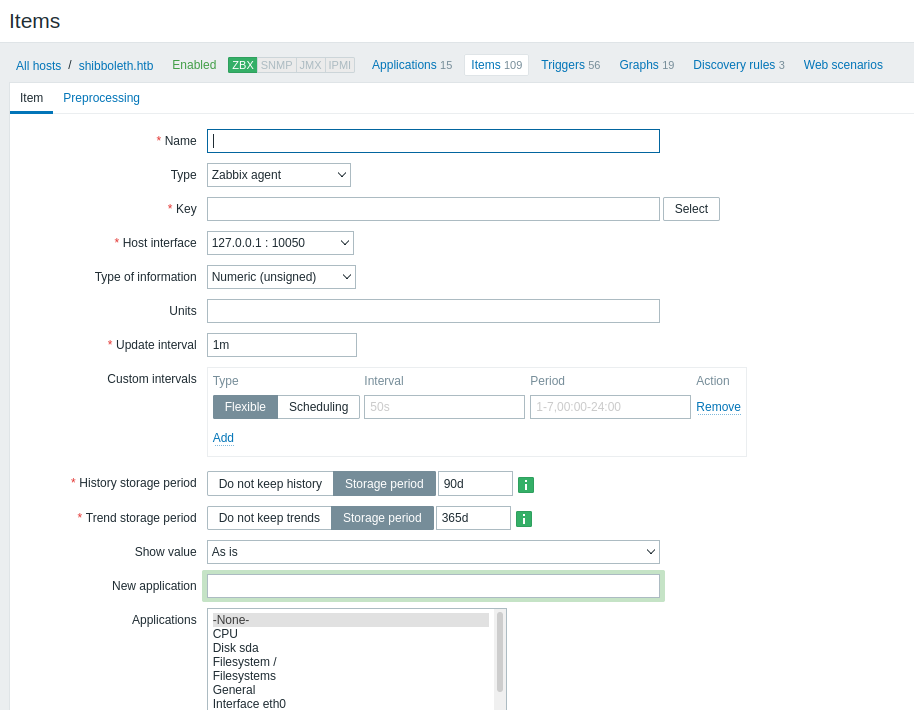 Items
All hosts / shibboleth.htb Enabled ZBX SNMP JMX IPMI Applications 15 Items 109 Triggers 56 Graphs 19 Discovery rules 3 Web scenarios
Item Preprocessing
* Name
Type Zabbix agent
* Key Select
* Host interface 127.0.0.1 : 10050
Type of information Numeric (unsigned)
Units
* Update interval 1m
Custom intervals Type Interval Period Action
Flexible Scheduling 50s 1-7,00:00-24:00 Remove
Add
* History storage period Do not keep history Storage period 90d i
* Trend storage period Do not keep trends Storage period 365d i
Show value As is
New application
Applications -None-
CPU
Disk sda
Filesystem /
Filesystems
General
Interface eth0